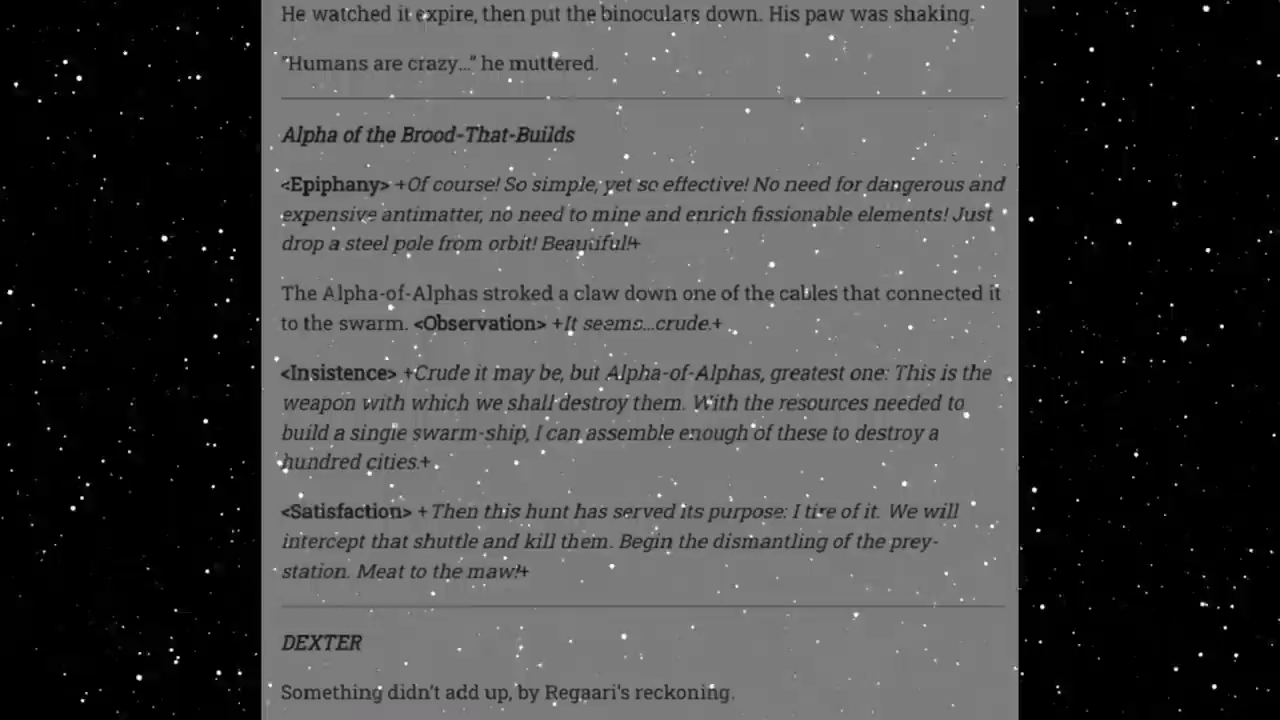 He watched it expire, then put the binoculars down. His paw was shaking.
"Humans are crazy..." he muttered.
Alpha of the Brood-That-Builds
<Epiphany> +Of course! So simple, yet so effective! No need for dangerous and
expensive antimatter, no need to mine and enrich fissionable elements! Just
drop a steel pole from orbit! Beautiful!+
The Alpha-of-Alphas stroked a claw down one of the cables that connected it
to the swarm. <Observation> +It seems...crude.+
<Insistence> +Crude it may be, but Alpha-of-Alphas, greatest one: This is the
weapon with which we shall destroy them. With the resources needed to
build a single swarm-ship, I can assemble enough of these to destroy a
hundred cities.+
<Satisfaction> +Then this hunt has served its purpose: I tire of it. We will
intercept that shuttle and kill them. Begin the dismantling of the prey-
station. Meat to the maw!+
DEXTER
Something didn't add up, by Regaari's reckoning.